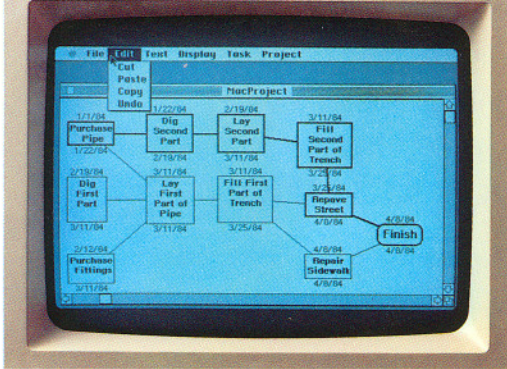 File Edit Text Display Task Project
Cut
Paste
Copy
Undo
MacProject
1/1/84
Purchase
Pipe
1/22/84
1/22/84
Dig
Second
Part
2/19/84
2/19/84
Lay
Second
Part
3/11/84
3/11/84
Fill
Second
Part of
Trench
3/25/84
2/19/84
Dig
First
Part
3/11/84
3/11/84
Lay
First
Part of
Pipe
3/11/84
3/11/84
Fill First
Part of
Trench
3/25/84
3/25/84
Repave
Street
4/8/84
4/8/84
Finish
4/8/84
2/12/84
Purchase
Fittings
3/11/84
4/8/84
Repair
Sidewalk
4/8/84